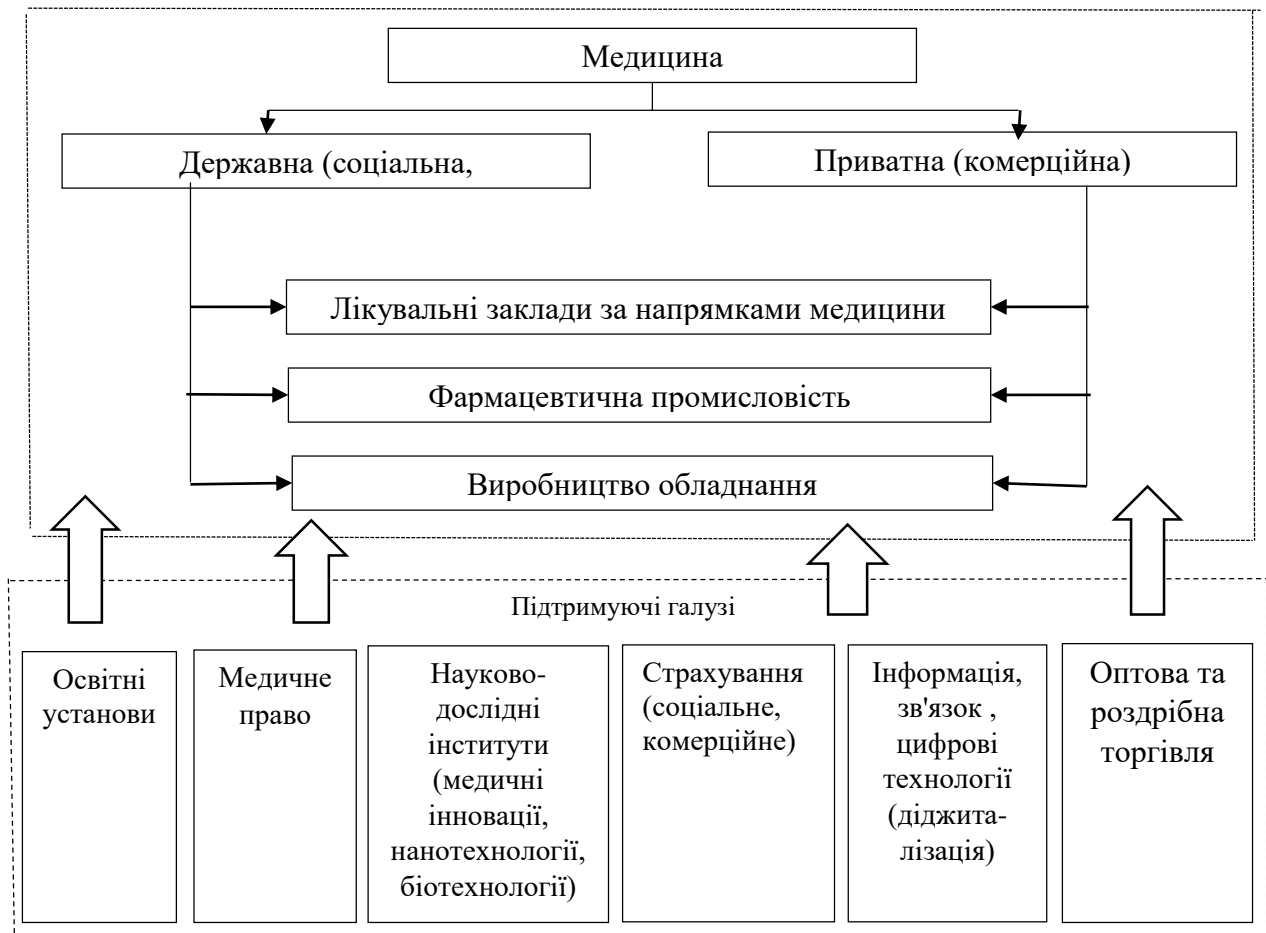 Медицина
Державна (соціальна,
Приватна (комерційна)
Лікувальні заклади за напрямками медицини
Фармацевтична промисловість
Виробництво обладнання
Підтримуючі галузі
Освітні
установи
Медичне
право
Науково-
дослідні
інститути
(медичні
інновації,
нанотехнології,
біотехнології)
Страхування
(соціальне,
комерційне)
Інформація,
зв'язок ,
цифрові
технології
(діджита-
лізація)
Оптова та
роздрібна
торгівля